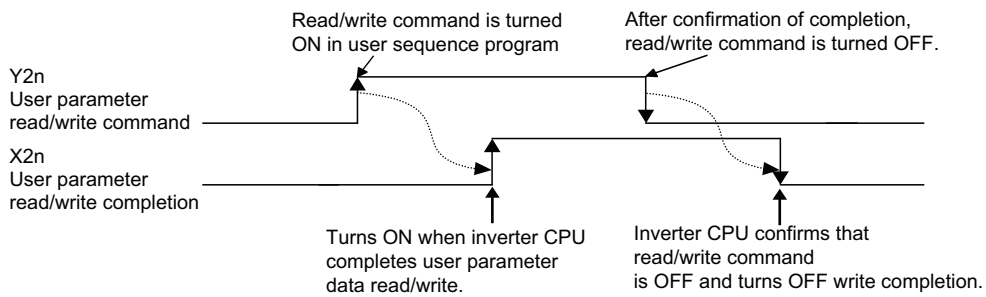 Read/write command is turned
ON in user sequence program
After confirmation of completion,
read/write command is turned OFF.
Y2n
User parameter
read/write command
X2n
User parameter
read/write completion
Turns ON when inverter CPU
completes user parameter
data read/write.
Inverter CPU confirms that
read/write command
is OFF and turns OFF write completion.